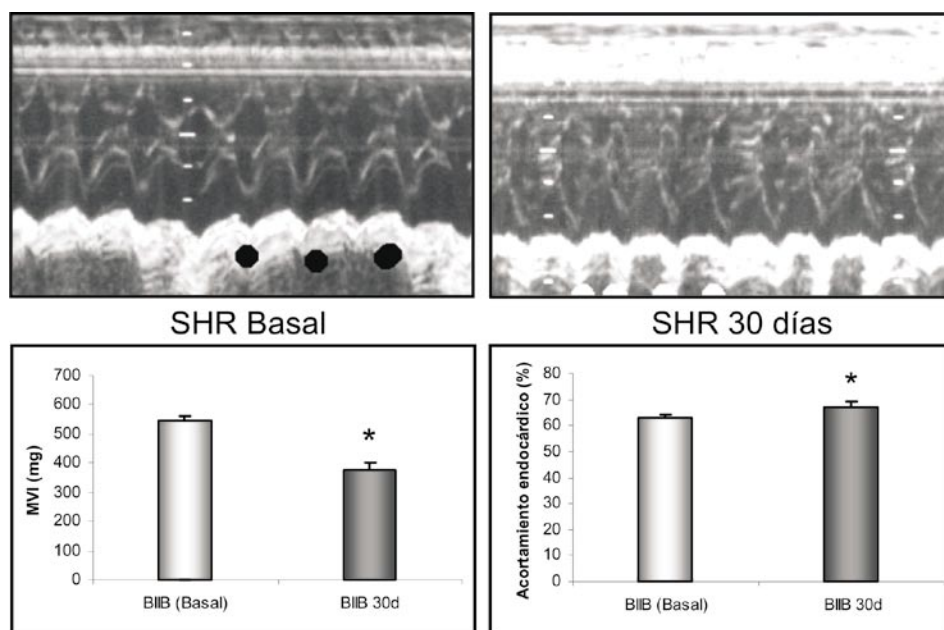 SHR Basal
SHR 30 días
MVI (mg)
700
600
500
400
300
200
100
0
*
BIIB (Basal)
BIIB 30d
Acortamiento endocárdico (%)
80
70
60
50
40
30
20
10
0
*
BIIB (Basal)
BIIB 30d